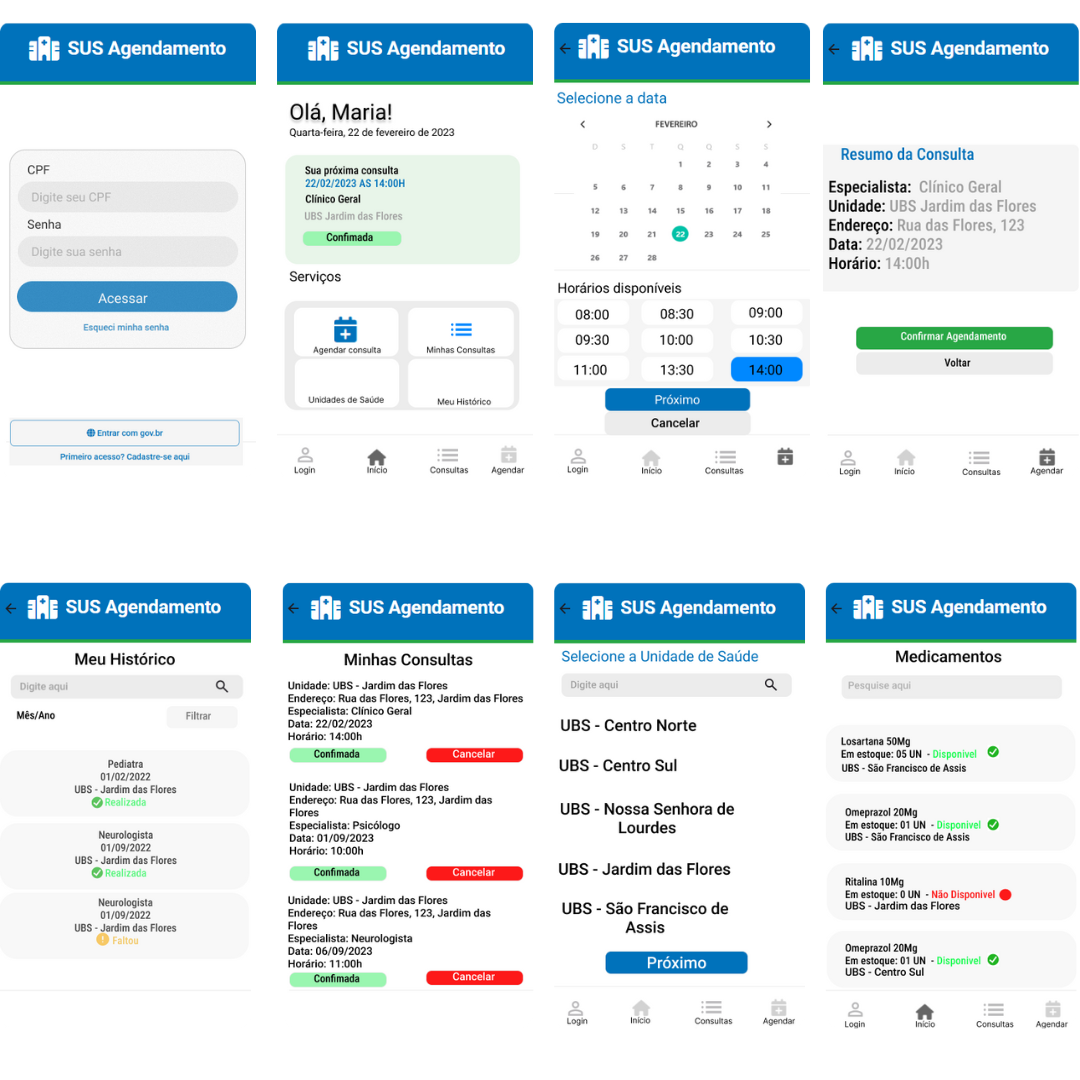 SUS Agendamento
CPF
Digite seu CPF
Senha
Digite sua senha
Acessar
Esqueci minha senha
Entrar com gov.br
Primeiro acesso? Cadastre-se aqui
SUS Agendamento
Olá, Maria!
Quarta-feira, 22 de fevereiro de 2023
Sua próxima consulta
22/02/2023 AS 14:00H
Clínico Geral
UBS Jardim das Flores
Confimada
Serviços
Agendar consulta
Minhas Consultas
Unidades de Saúde
Meu Histórico
Login
Início
Consultas
Agendar
SUS Agendamento
Selecione a data
FEVEREIRO
D S T Q Q S S
1 2 3 4
5 6 7 8 9 10 11
12 13 14 15 16 17 18
19 20 21 22 23 24 25
26 27 28
Horários disponíveis
08:00 08:30 09:00
09:30 10:00 10:30
11:00 13:30 14:00
Próximo
Cancelar
Login
Início
Consultas
SUS Agendamento
Resumo da Consulta
Especialista: Clínico Geral
Unidade: UBS Jardim das Flores
Endereço: Rua das Flores, 123
Data: 22/02/2023
Horário: 14:00h
Confirmar Agendamento
Voltar
Login
Início
Consultas
Agendar
SUS Agendamento
Meu Histórico
Digite aqui
Mês/Ano
Filtrar
Pediatra
01/02/2022
UBS - Jardim das Flores
Realizada
Neurologista
01/09/2022
UBS - Jardim das Flores
Realizada
Neurologista
01/09/2022
UBS - Jardim das Flores
Faltou
SUS Agendamento
Minhas Consultas
Unidade: UBS - Jardim das Flores
Endereço: Rua das Flores, 123, Jardim das Flores
Especialista: Clínico Geral
Data: 22/02/2023
Horário: 14:00h
Confimada
Cancelar
Unidade: UBS - Jardim das Flores
Endereço: Rua das Flores, 123, Jardim das
Flores
Especialista: Psicólogo
Data: 01/09/2023
Horário: 10:00h
Confimada
Cancelar
Unidade: UBS - Jardim das Flores
Endereço: Rua das Flores, 123, Jardim das
Flores
Especialista: Neurologista
Data: 06/09/2023
Horário: 11:00h
Confimada
Cancelar
SUS Agendamento
Selecione a Unidade de Saúde
Digite aqui
UBS - Centro Norte
UBS - Centro Sul
UBS - Nossa Senhora de
Lourdes
UBS - Jardim das Flores
UBS - São Francisco de
Assis
Próximo
Login
Início
Consultas
Agendar
SUS Agendamento
Medicamentos
Pesquise aqui
Losartana 50Mg
Em estoque: 05 UN - Disponivel
UBS - São Francisco de Assis
Omeprazol 20Mg
Em estoque: 01 UN - Disponivel
UBS - São Francisco de Assis
Ritalina 10Mg
Em estoque: 0 UN - Não Disponivel
UBS - Jardim das Flores
Omeprazol 20Mg
Em estoque: 01 UN - Disponivel
UBS - Centro Sul
Login
Início
Consultas
Agendar